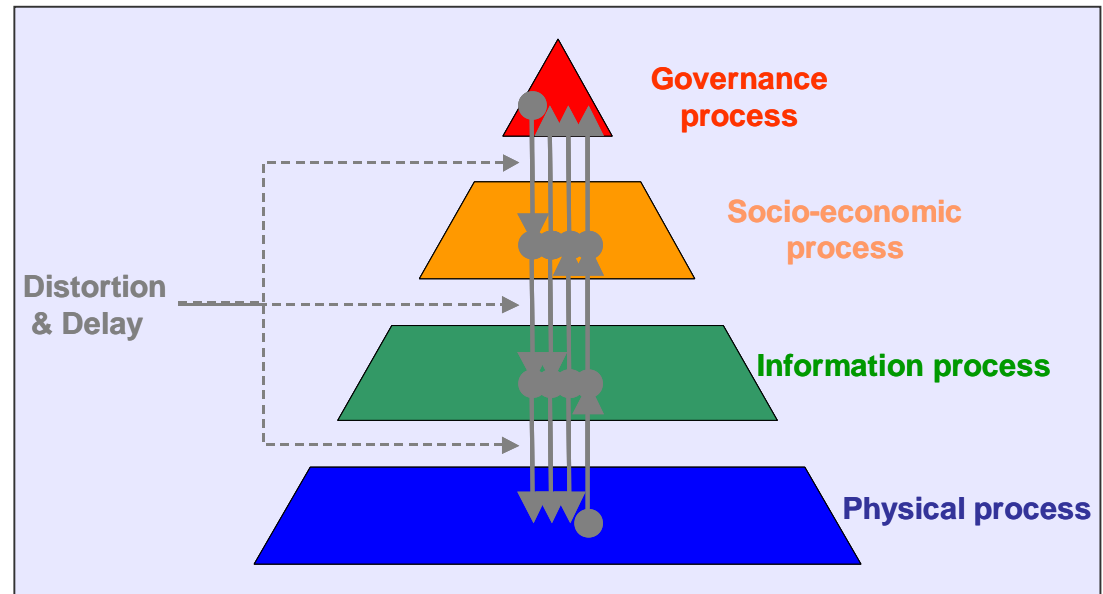 Governance
process
Socio-economic
process
Distortion
& Delay
Information process
Physical process